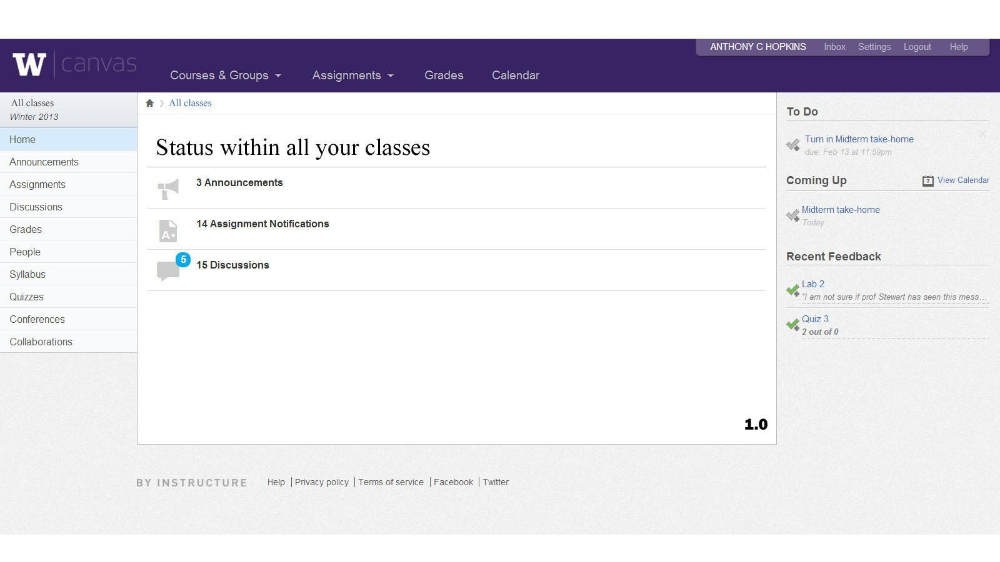 ANTHONY C HOPKINS Inbox Settings Logout Help
W canvas
Courses & Groups Assignments Grades Calendar
All classes
Winter 2013
Home
Announcements
Assignments
Discussions
Grades
People
Syllabus
Quizzes
Conferences
Collaborations
All classes
Status within all your classes
3 Announcements
A+
14 Assignment Notifications
5
15 Discussions
1.0
To Do
Turn in Midterm take-home
due: Feb 13 at 11:59pm
Coming Up
7 View Calendar
Midterm take-home
Today
Recent Feedback
Lab 2
“I am not sure if prof Stewart has seen this mess…
Quiz 3
2 out of 0
BY INSTRUCTURE Help Privacy policy Terms of service Facebook Twitter